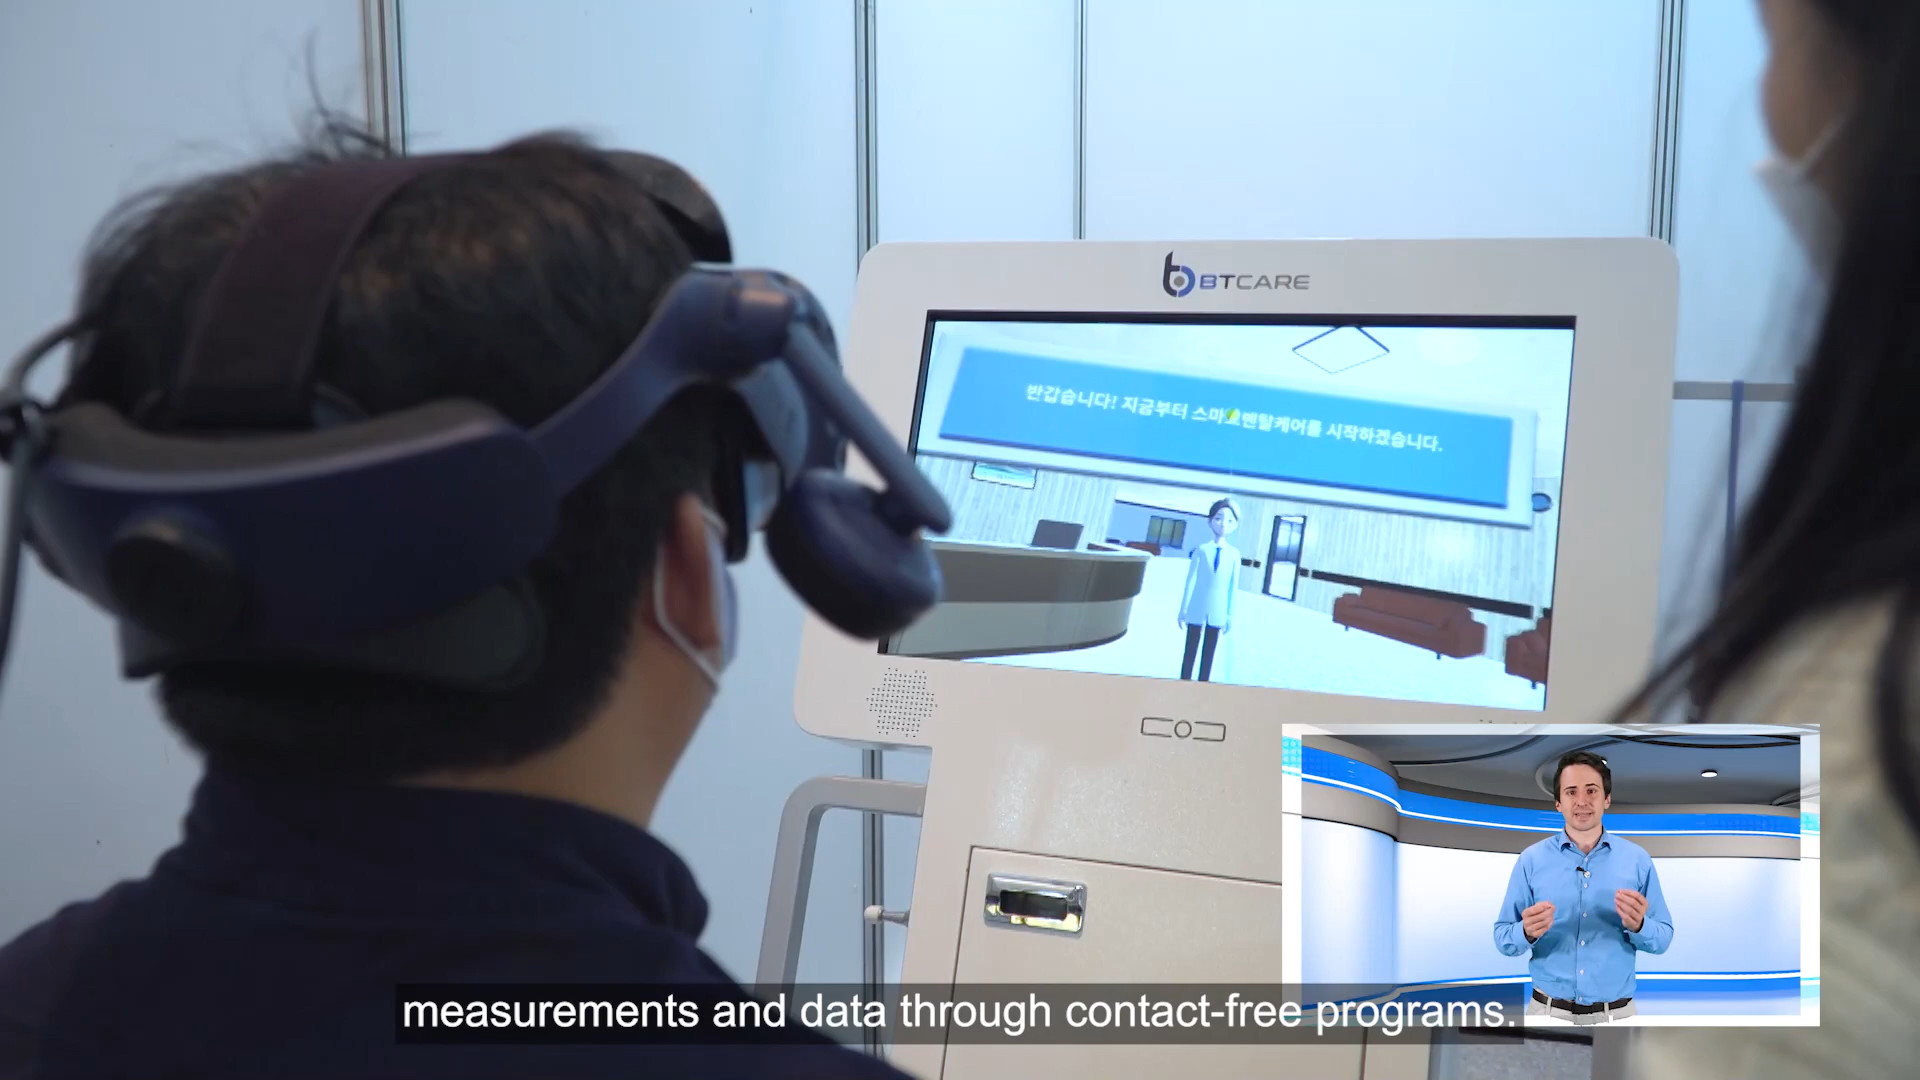 BTCARE
반갑습니다! 지금부터 스마트멘탈케어를 시작하겠습니다.
measurements and data through contact-free programs.